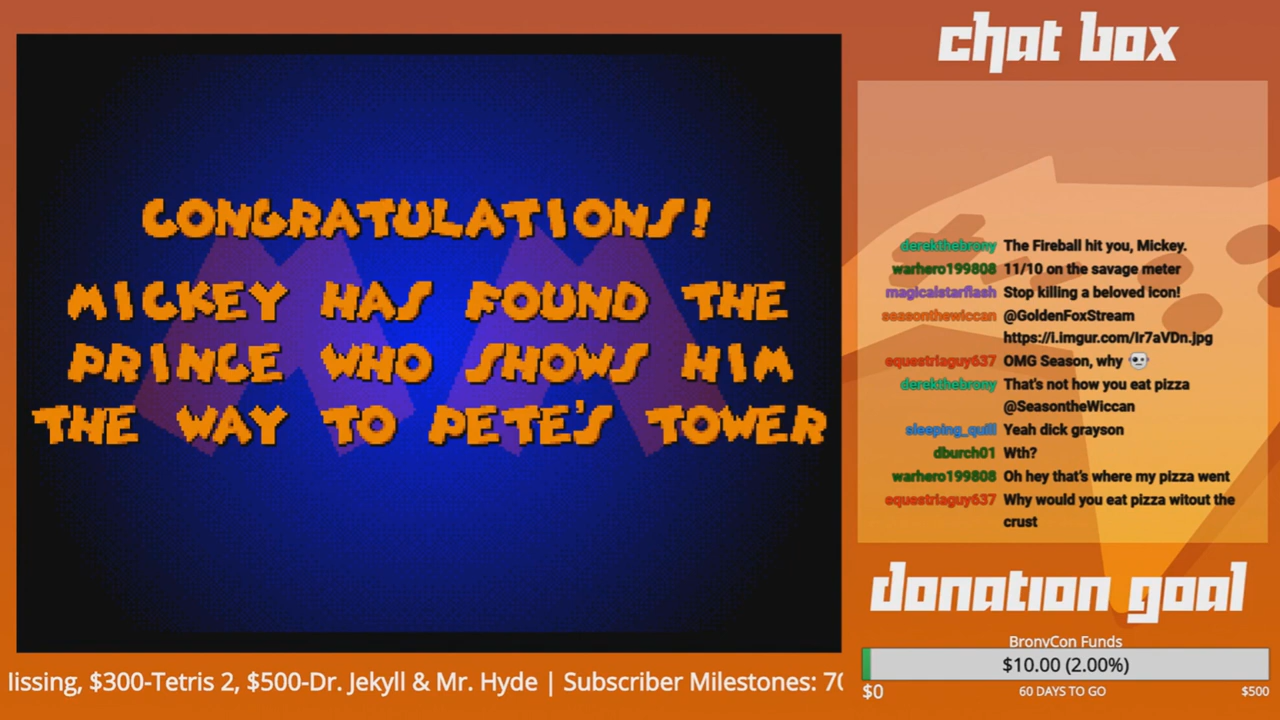 CONGRATULATIONS!
MICKEY HAS FOUND THE
PRINCE WHO SHOWS HIM
THE WAY TO PETE'S TOWER
lissing, $300-Tetris 2, $500-Dr. Jekyll & Mr. Hyde | Subscriber Milestones: 70
chat box
derekthebrony The Fireball hit you, Mickey.
warhero199808 11/10 on the savage meter
magicalstarflash Stop killing a beloved icon!
seasonthewiccan @GoldenFoxStream
https://i.imgur.com/Ir7aVDn.jpg
equestriaguy637 OMG Season, why
derekthebrony That's not how you eat pizza
@SeasontheWiccan
sleeping_quill Yeah dick grayson
dburch01 Wth?
warhero199808 Oh hey that's where my pizza went
equestriaguy637 Why would you eat pizza witout the
crust
donation goal
BronyCon Funds
$10.00 (2.00%)
$0 60 DAYS TO GO $500